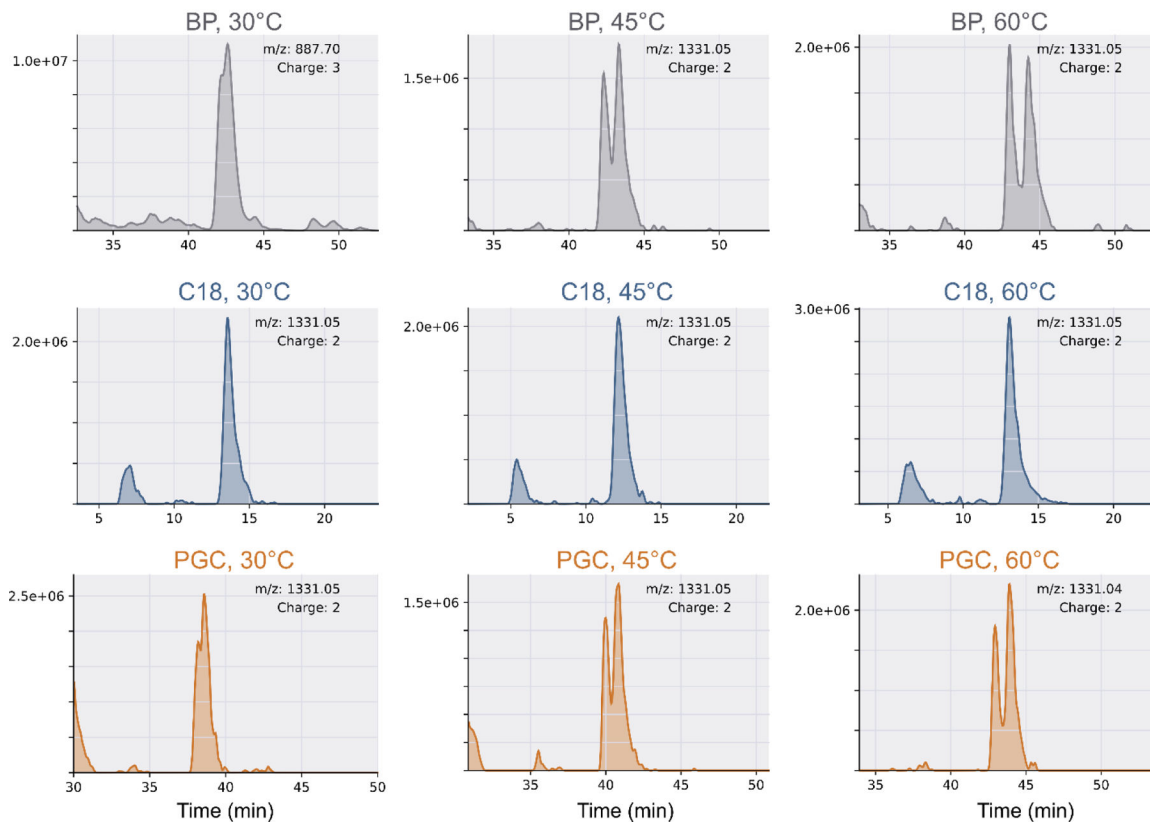 BP, 30°C
m/z: 887.70
Charge: 3
1.0e+07
35 40 45 50
BP, 45°C
m/z: 1331.05
Charge: 2
1.5e+06
35 40 45 50
BP, 60°C
m/z: 1331.05
Charge: 2
2.0e+06
35 40 45 50
C18, 30°C
m/z: 1331.05
Charge: 2
2.0e+06
5 10 15 20
C18, 45°C
m/z: 1331.05
Charge: 2
2.0e+06
5 10 15 20
C18, 60°C
m/z: 1331.05
Charge: 2
3.0e+06
5 10 15 20
PGC, 30°C
m/z: 1331.05
Charge: 2
2.5e+06
30 35 40 45 50
Time (min)
PGC, 45°C
m/z: 1331.05
Charge: 2
1.5e+06
35 40 45 50
Time (min)
PGC, 60°C
m/z: 1331.04
Charge: 2
2.0e+06
35 40 45 50
Time (min)